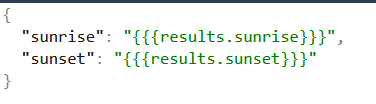 {
  "sunrise": "{{{results.sunrise}}}",
  "sunset": "{{{results.sunset}}}"
}